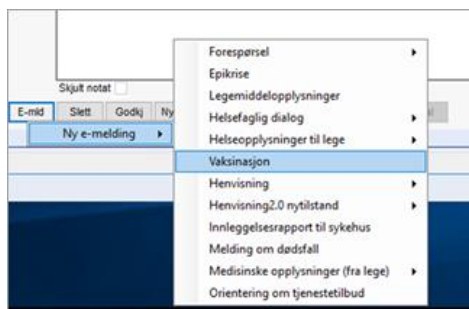 Skjult notat
E-mld Slett Godkj Ny
Ny e-melding
Forespørsel
Epikrise
Legemiddelopplysninger
Helsefaglig dialog
Helseopplysninger til lege
Vaksinasjon
Henvisning
Henvisning2.0 nytilstand
Innleggelsesrapport til sykehus
Melding om dødsfall
Medisinske opplysninger (fra lege)
Orientering om tjenestetilbud